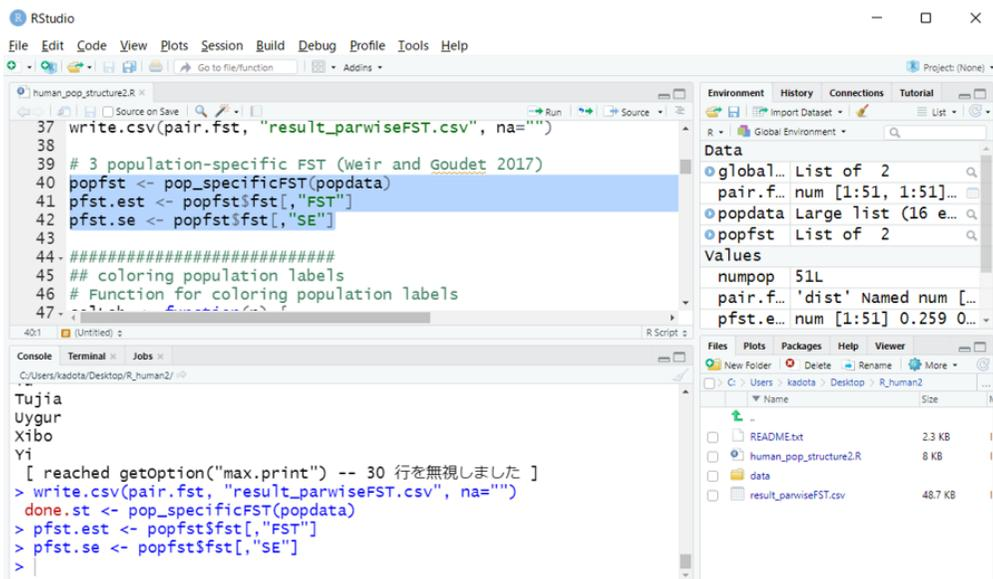 RStudio
File Edit Code View Plots Session Build Debug Profile Tools Help
Go to file/function
Addins
Project: (None)
human_pop_structure2.R
Source on Save
Run
Source
37 write.csv(pair.fst, "result_parwiseFST.csv", na="")
38
39 # 3 population-specific FST (Weir and Goudet 2017)
40 popfst <- pop_specificFST(popdata)
41 pfst.est <- popfst$fst[,"FST"]
42 pfst.se <- popfst$fst[,"SE"]
43
44 ###########################
45 ## coloring population labels
46 # Function for coloring population labels
47
40:1 (Untitled) R Script
Console Terminal Jobs
C:/Users/kadota/Desktop/R_human2/
Tujia
Uygur
Xibo
Yi
[ reached getOption("max.print") -- 30 行を無視しました ]
> write.csv(pair.fst, "result_parwiseFST.csv", na="")
done.st <- pop_specificFST(popdata)
> pfst.est <- popfst$fst[,"FST"]
> pfst.se <- popfst$fst[,"SE"]
>
Environment History Connections Tutorial
Import Dataset List
R Global Environment
Data
global… List of 2
pair.f… num [1:51, 1:51]…
popdata Large list (16 e…
popfst List of 2
Values
numpop 51L
pair.f… 'dist' Named num [...
pfst.e… num [1:51] 0.259 0…
Files Plots Packages Help Viewer
New Folder Delete Rename More
C: Users kadota Desktop R_human2
Name Size
..
README.txt 2.3 KB
human_pop_structure2.R 8 KB
data
result_parwiseFST.csv 48.7 KB